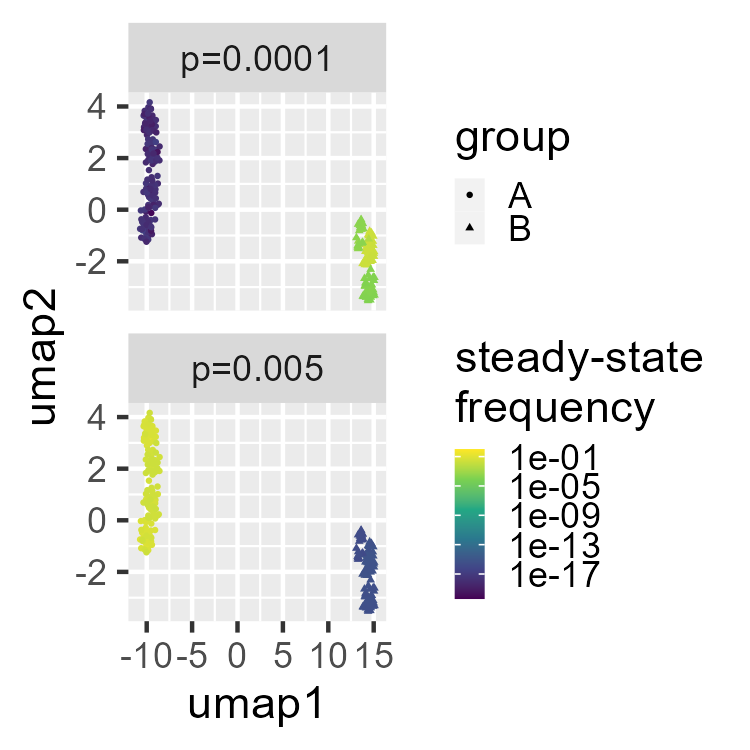 p=0.0001
4
2
0
-2
p=0.005
4
2
0
-2
-10 -5 0 5 10 15
umap1
umap2
group
A
B
steady-state
frequency
1e-01
1e-05
1e-09
1e-13
1e-17